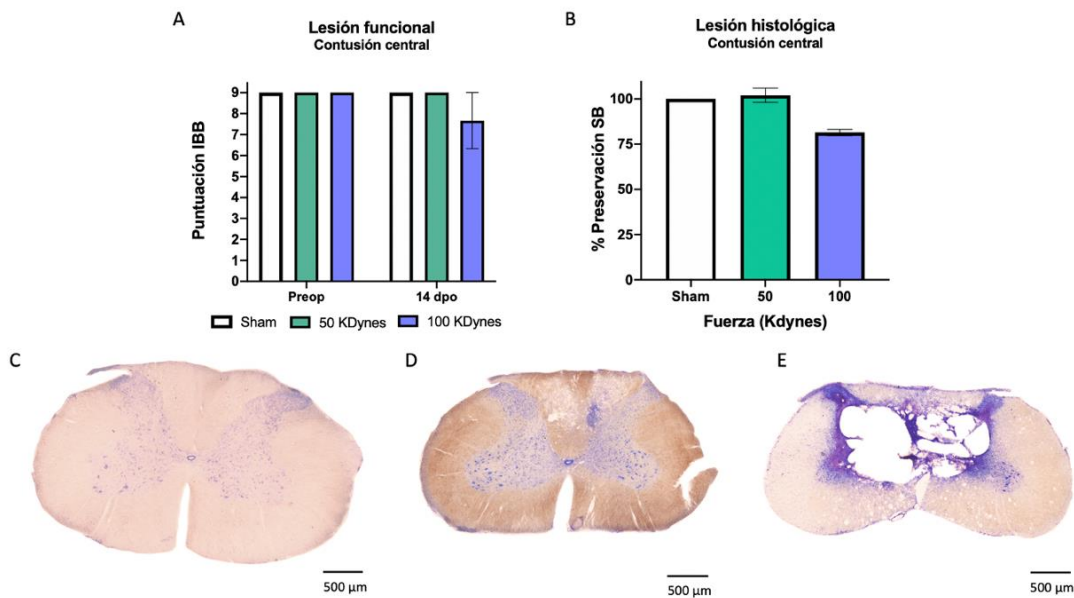 A
Lesión funcional
Contusión central
Puntuación IBB
9
8
7
6
5
4
3
2
1
0
Preop
14 dpo
Sham
50 KDynes
100 KDynes
B
Lesión histológica
Contusión central
% Preservación SB
100
75
50
25
0
Sham
50
100
Fuerza (Kdynes)
C
500 µm
D
500 µm
E
500 µm